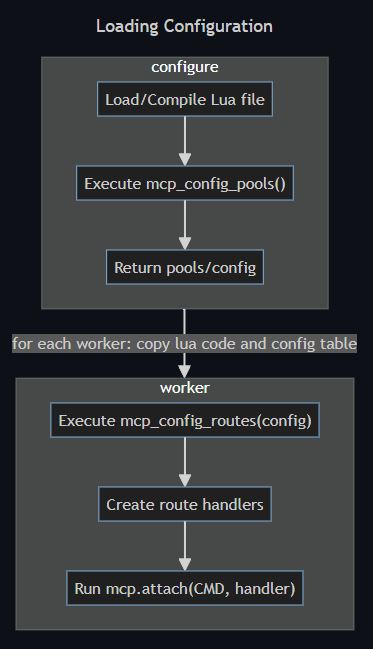 Loading Configuration
configure
Load/Compile Lua file
Execute mcp_config_pools()
Return pools/config
for each worker: copy lua code and config table
worker
Execute mcp_config_routes(config)
Create route handlers
Run mcp.attach(CMD, handler)